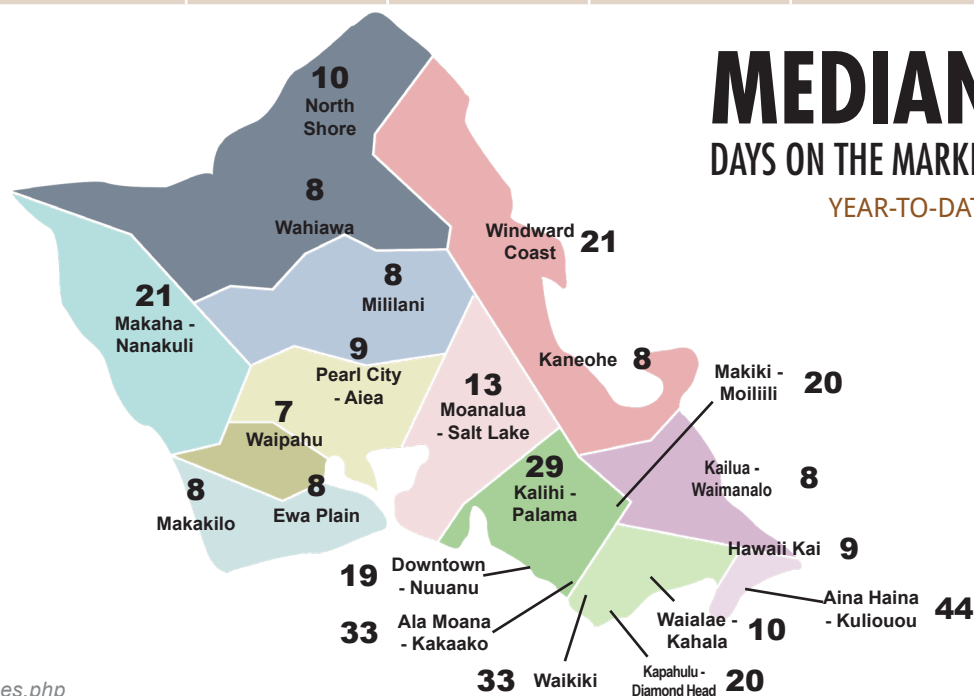 MEDIAN
DAYS ON THE MARK
YEAR-TO-DAT
10
North
Shore
8
Wahiawa
Windward
Coast
21
8
Mililani
21
Makaha -
Nanakuli
9
Pearl City
- Aiea
Kaneohe 8
13
Moanalua
- Salt Lake
Makiki -
Moiliili
20
7
Waipahu
29
Kalihi -
Palama
Kailua -
Waimanalo
8
8
Makakilo
8
Ewa Plain
Hawaii Kai 9
19
Downtown
- Nuuanu
33
Ala Moana
- Kakaako
Waialae -
Kahala
10
Aina Haina
- Kuliouou
44
33 Waikiki
Kapahulu -
Diamond Head
20
es.php